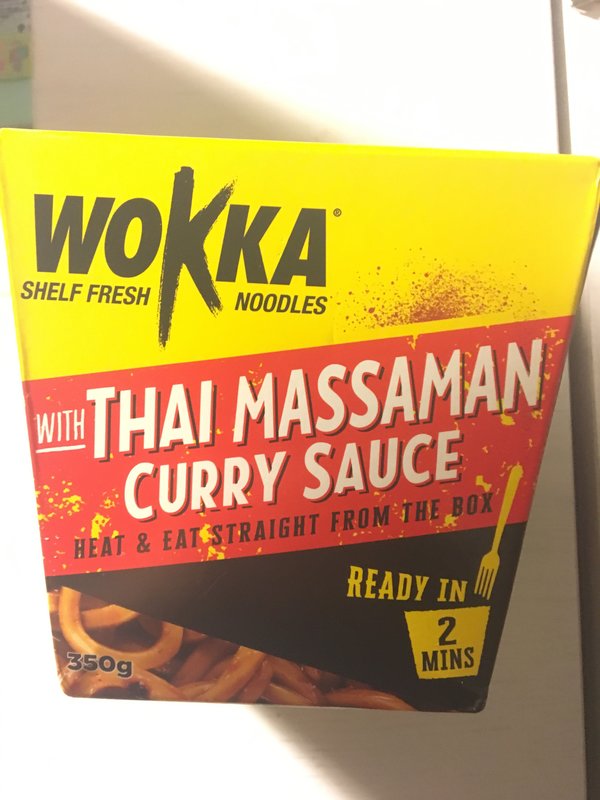 WOKKA®
SHELF FRESH NOODLES
WITH THAI MASSAMAN
CURRY SAUCE
HEAT & EAT STRAIGHT FROM THE BOX
READY IN
2
MINS
350g